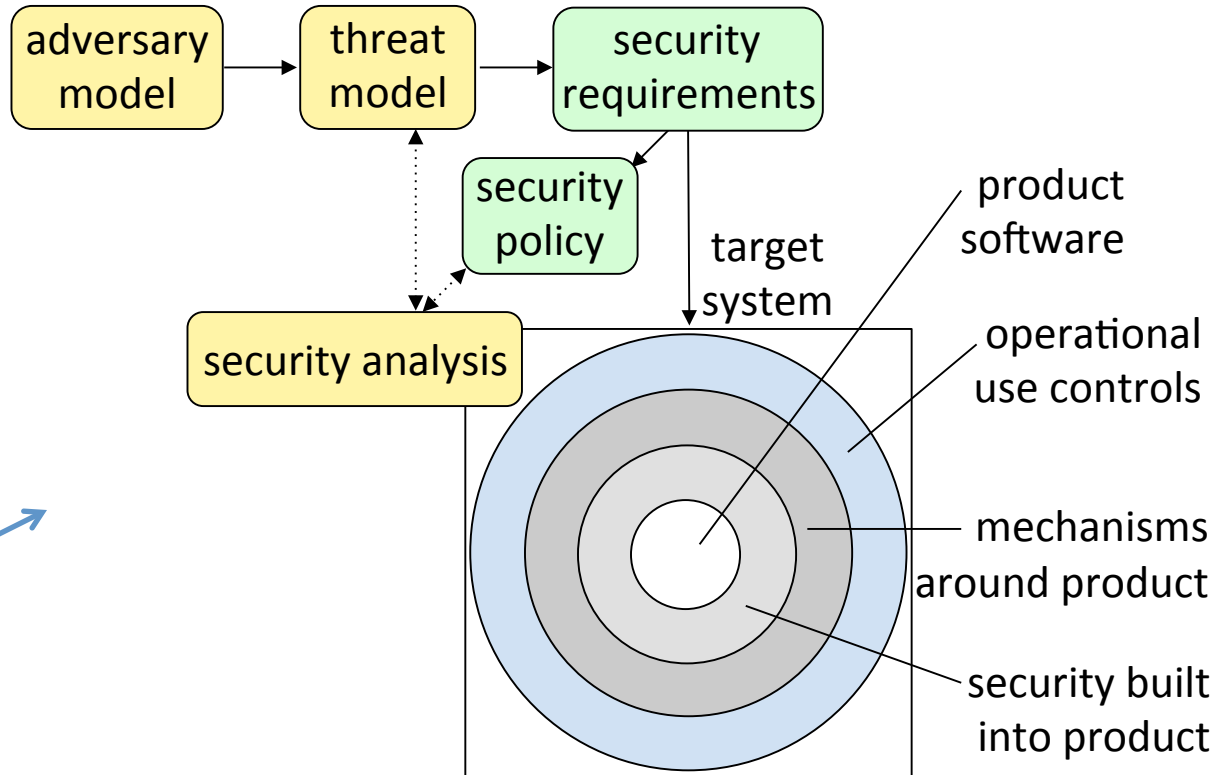 adversary
model
threat
model
security
requirements
security
policy
target
system
product
software
operational
use controls
security analysis
mechanisms
around product
security built
into product